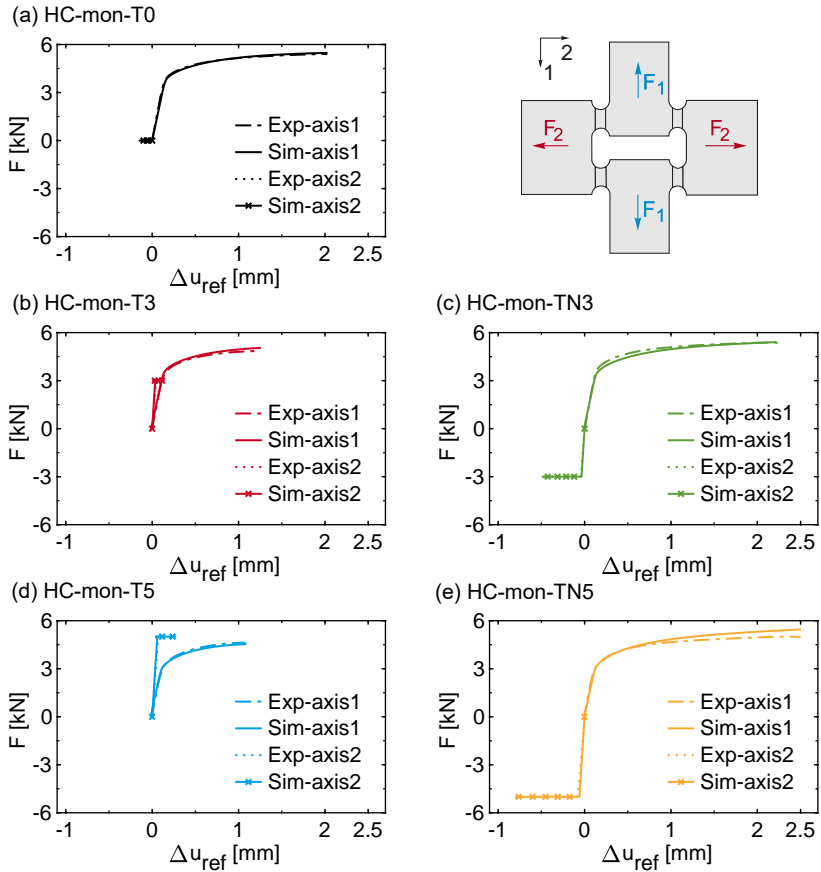 (a) HC-mon-T0
6
3
0
-3
-6
F [kN]
Exp-axis1
Sim-axis1
Exp-axis2
Sim-axis2
-1 0 1 2 2.5
Δu_ref [mm]
2
1
F₁
F₂ F₂
F₁
(b) HC-mon-T3
6
3
0
-3
-6
F [kN]
Exp-axis1
Sim-axis1
Exp-axis2
Sim-axis2
-1 0 1 2 2.5
Δu_ref [mm]
(c) HC-mon-TN3
6
3
0
-3
-6
F [kN]
Exp-axis1
Sim-axis1
Exp-axis2
Sim-axis2
-1 0 1 2 2.5
Δu_ref [mm]
(d) HC-mon-T5
6
3
0
-3
-6
F [kN]
Exp-axis1
Sim-axis1
Exp-axis2
Sim-axis2
-1 0 1 2 2.5
Δu_ref [mm]
(e) HC-mon-TN5
6
3
0
-3
-6
F [kN]
Exp-axis1
Sim-axis1
Exp-axis2
Sim-axis2
-1 0 1 2 2.5
Δu_ref [mm]